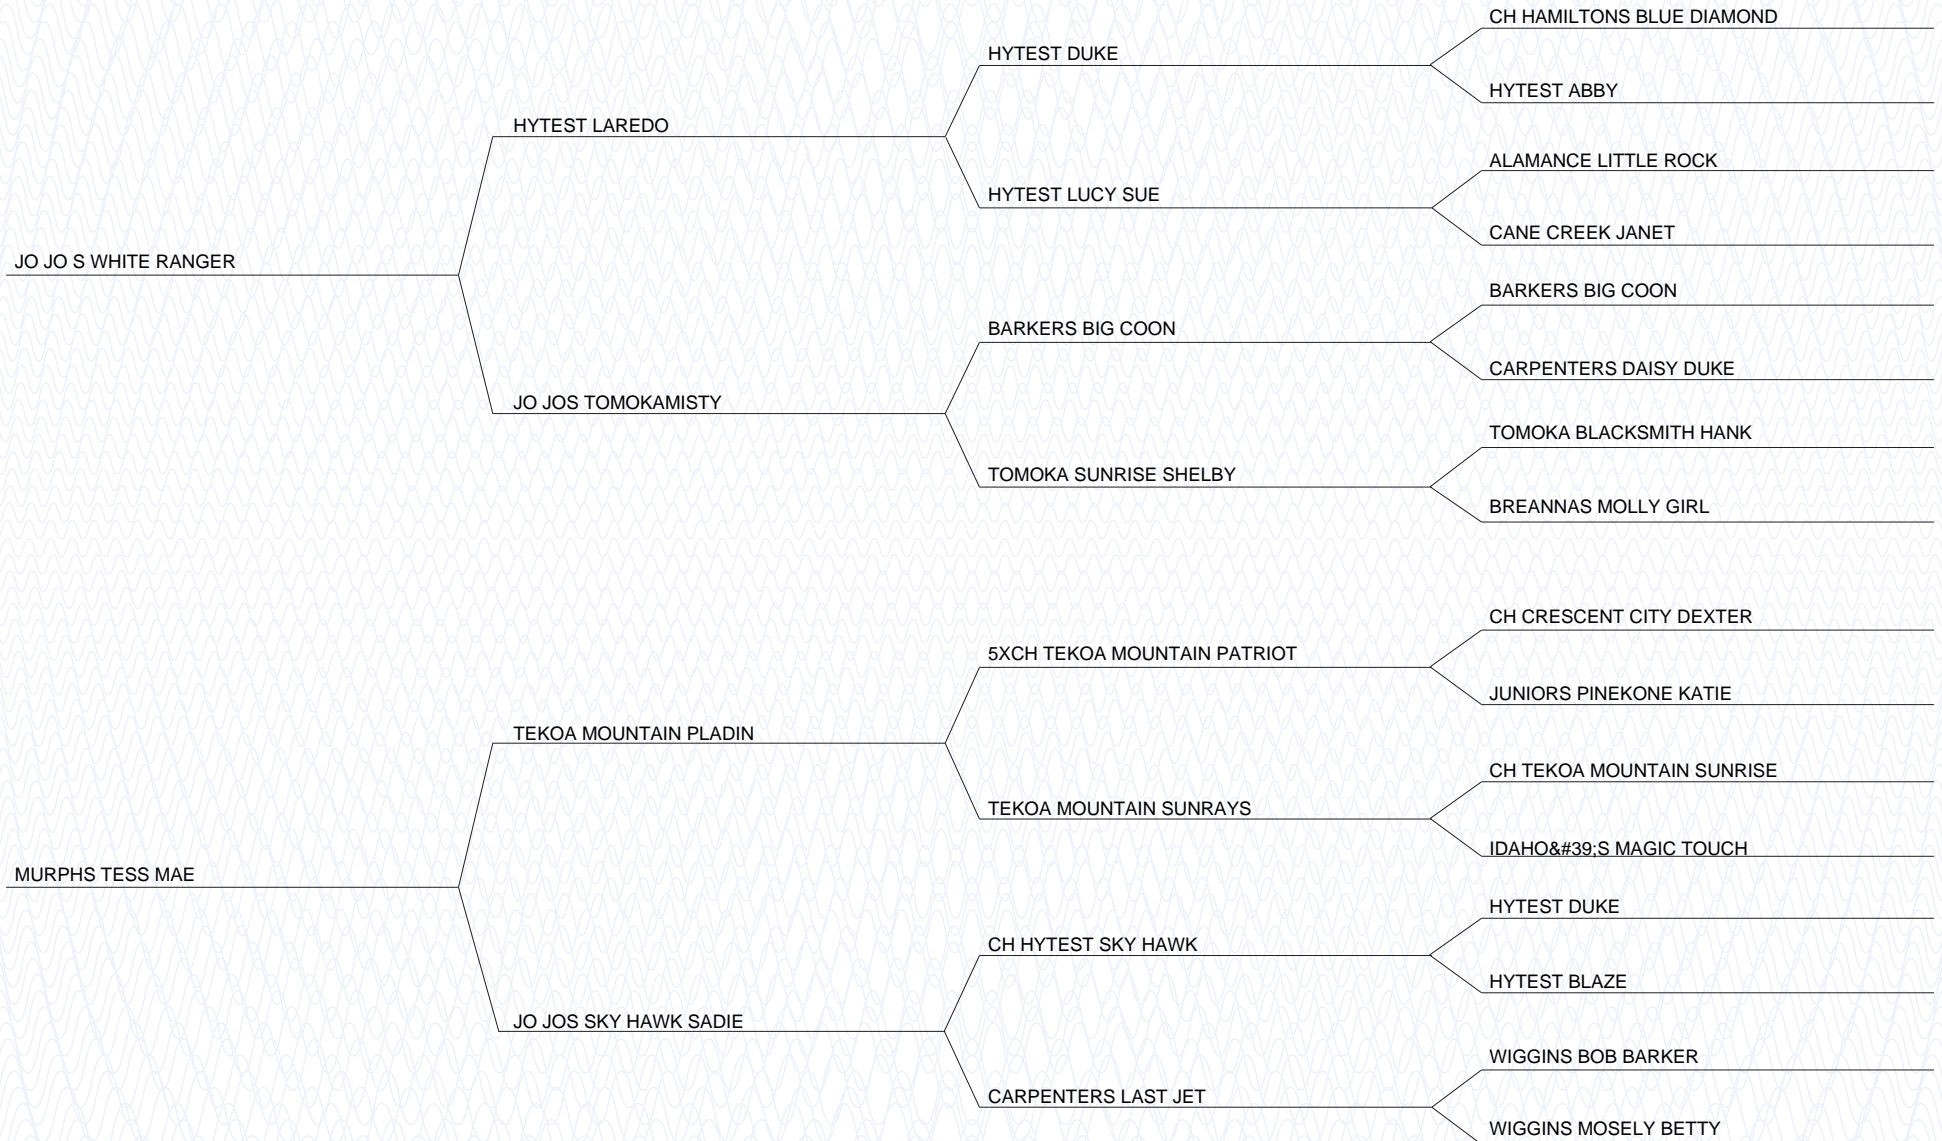 CH HAMILTONS BLUE DIAMOND
HYTEST DUKE
HYTEST ABBY
HYTEST LAREDO
ALAMANCE LITTLE ROCK
HYTEST LUCY SUE
CANE CREEK JANET
JO JO S WHITE RANGER
BARKERS BIG COON
BARKERS BIG COON
CARPENTERS DAISY DUKE
JO JOS TOMOKAMISTY
TOMOKA BLACKSMITH HANK
TOMOKA SUNRISE SHELBY
BREANNAS MOLLY GIRL
CH CRESCENT CITY DEXTER
5XCH TEKOA MOUNTAIN PATRIOT
JUNIORS PINEKONE KATIE
TEKOA MOUNTAIN PLADIN
CH TEKOA MOUNTAIN SUNRISE
TEKOA MOUNTAIN SUNRAYS
IDAHO&#39;S MAGIC TOUCH
MURPHS TESS MAE
HYTEST DUKE
CH HYTEST SKY HAWK
HYTEST BLAZE
JO JOS SKY HAWK SADIE
WIGGINS BOB BARKER
CARPENTERS LAST JET
WIGGINS MOSELY BETTY